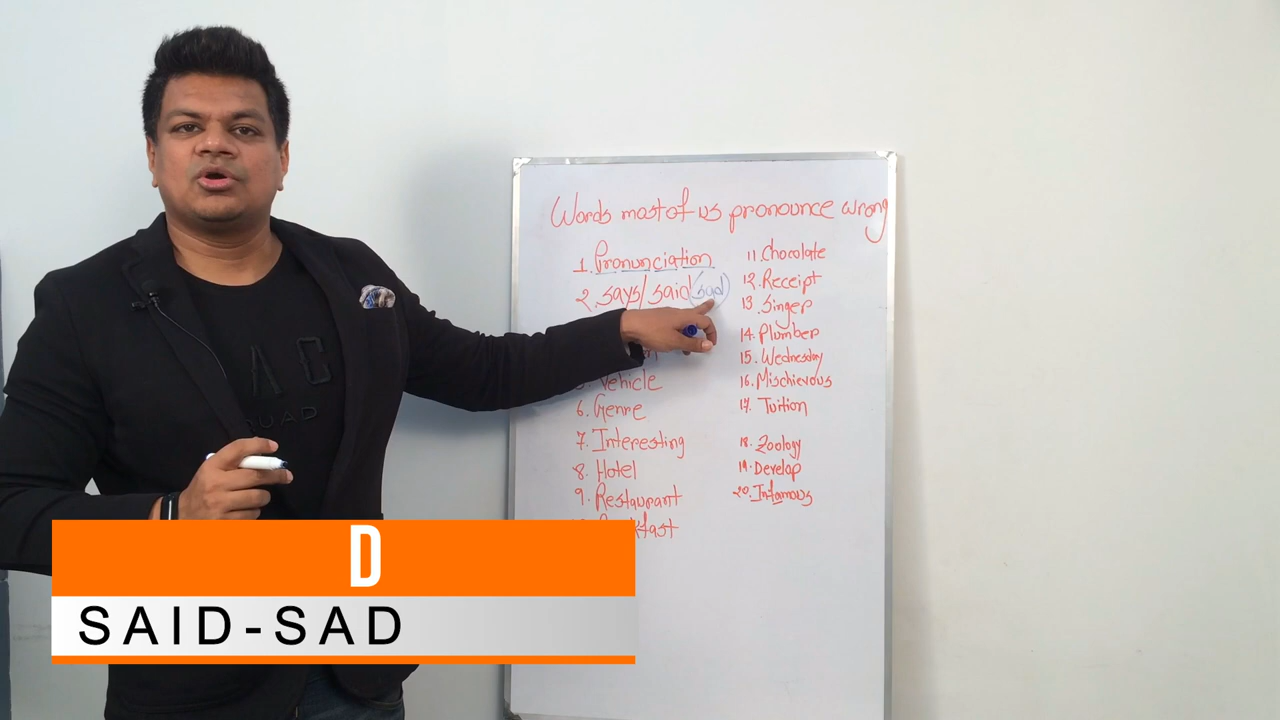 Words most of us pronounce wrong
1. Pronunciation
2. says/ said/sad
Vehicle
6. Genre
7. Interesting
8. Hotel
9. Restaurant
11. Chocolate
12. Receipt
13. Singer
14. Plumber
15. Wednesday
16. Mischievous
17. Tuition
18. Zoology
19. Develop
20. Infamous
D
SAID-SAD